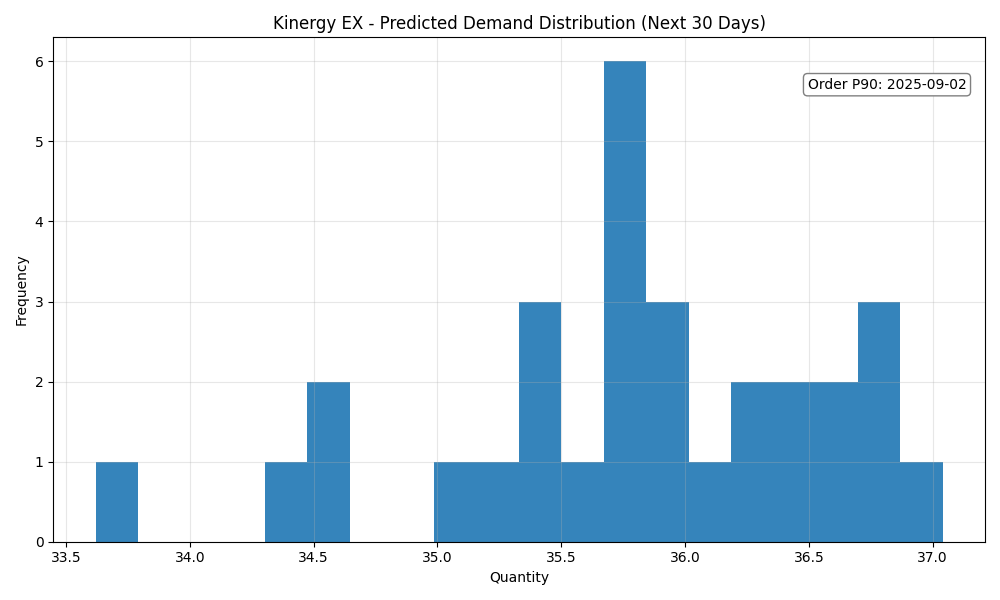 Kinergy EX - Predicted Demand Distribution (Next 30 Days)
Order P90: 2025-09-02
Frequency
6
5
4
3
2
1
0
33.5 34.0 34.5 35.0 35.5 36.0 36.5 37.0
Quantity